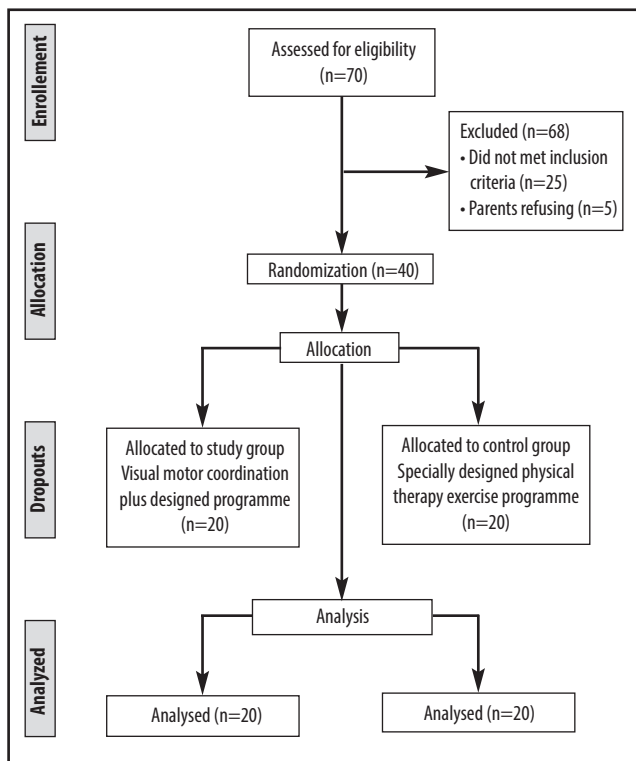 Enrollement
Assessed for eligibility
(n=70)
Excluded (n=68)
• Did not met inclusion
criteria (n=25)
• Parents refusing (n=5)
Allocation
Randomization (n=40)
Allocation
Dropouts
Allocated to study group
Visual motor coordination
plus designed programme
(n=20)
Allocated to control group
Specially designed physical
therapy exercise programme
(n=20)
Analyzed
Analysis
Analysed (n=20)
Analysed (n=20)